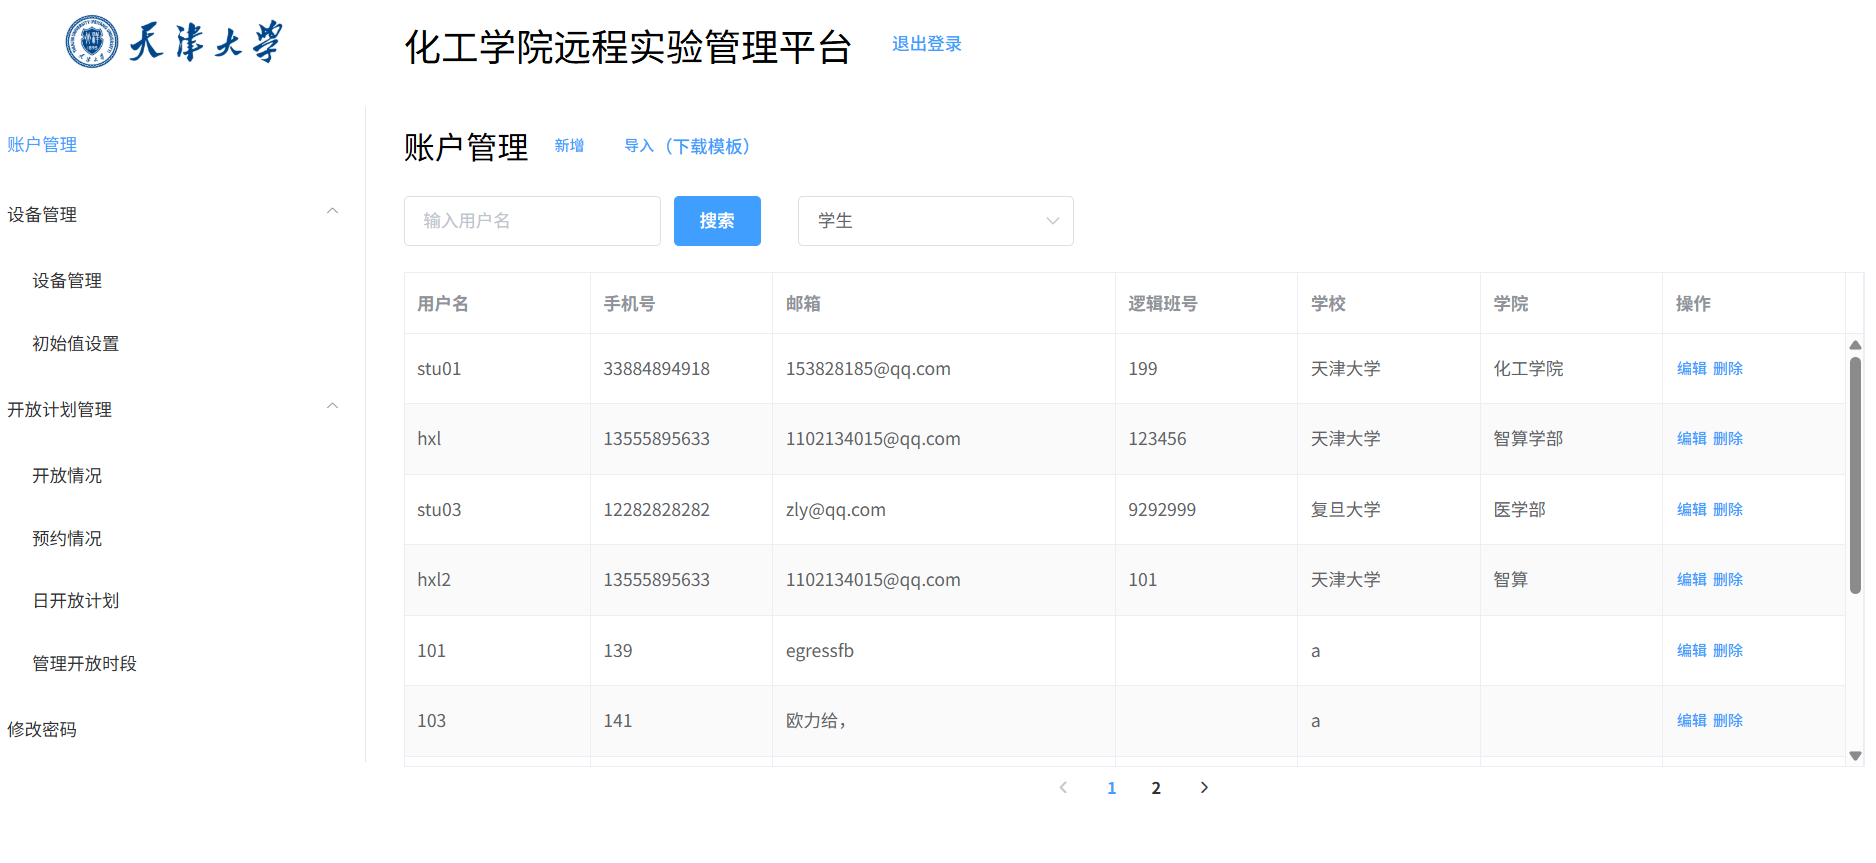 天津大学
化工学院远程实验管理平台 退出登录
账户管理
设备管理
设备管理
初始值设置
开放计划管理
开放情况
预约情况
日开放计划
管理开放时段
修改密码
账户管理 新增 导入（下载模板）
输入用户名 搜索 学生
用户名 手机号 邮箱 逻辑班号 学校 学院 操作
stu01 33884894918 153828185@qq.com 199 天津大学 化工学院 编辑 删除
hxl 13555895633 1102134015@qq.com 123456 天津大学 智算学部 编辑 删除
stu03 12282828282 zly@qq.com 9292999 复旦大学 医学部 编辑 删除
hxl2 13555895633 1102134015@qq.com 101 天津大学 智算 编辑 删除
101 139 egressfb a 编辑 删除
103 141 欧力给， a 编辑 删除
1 2